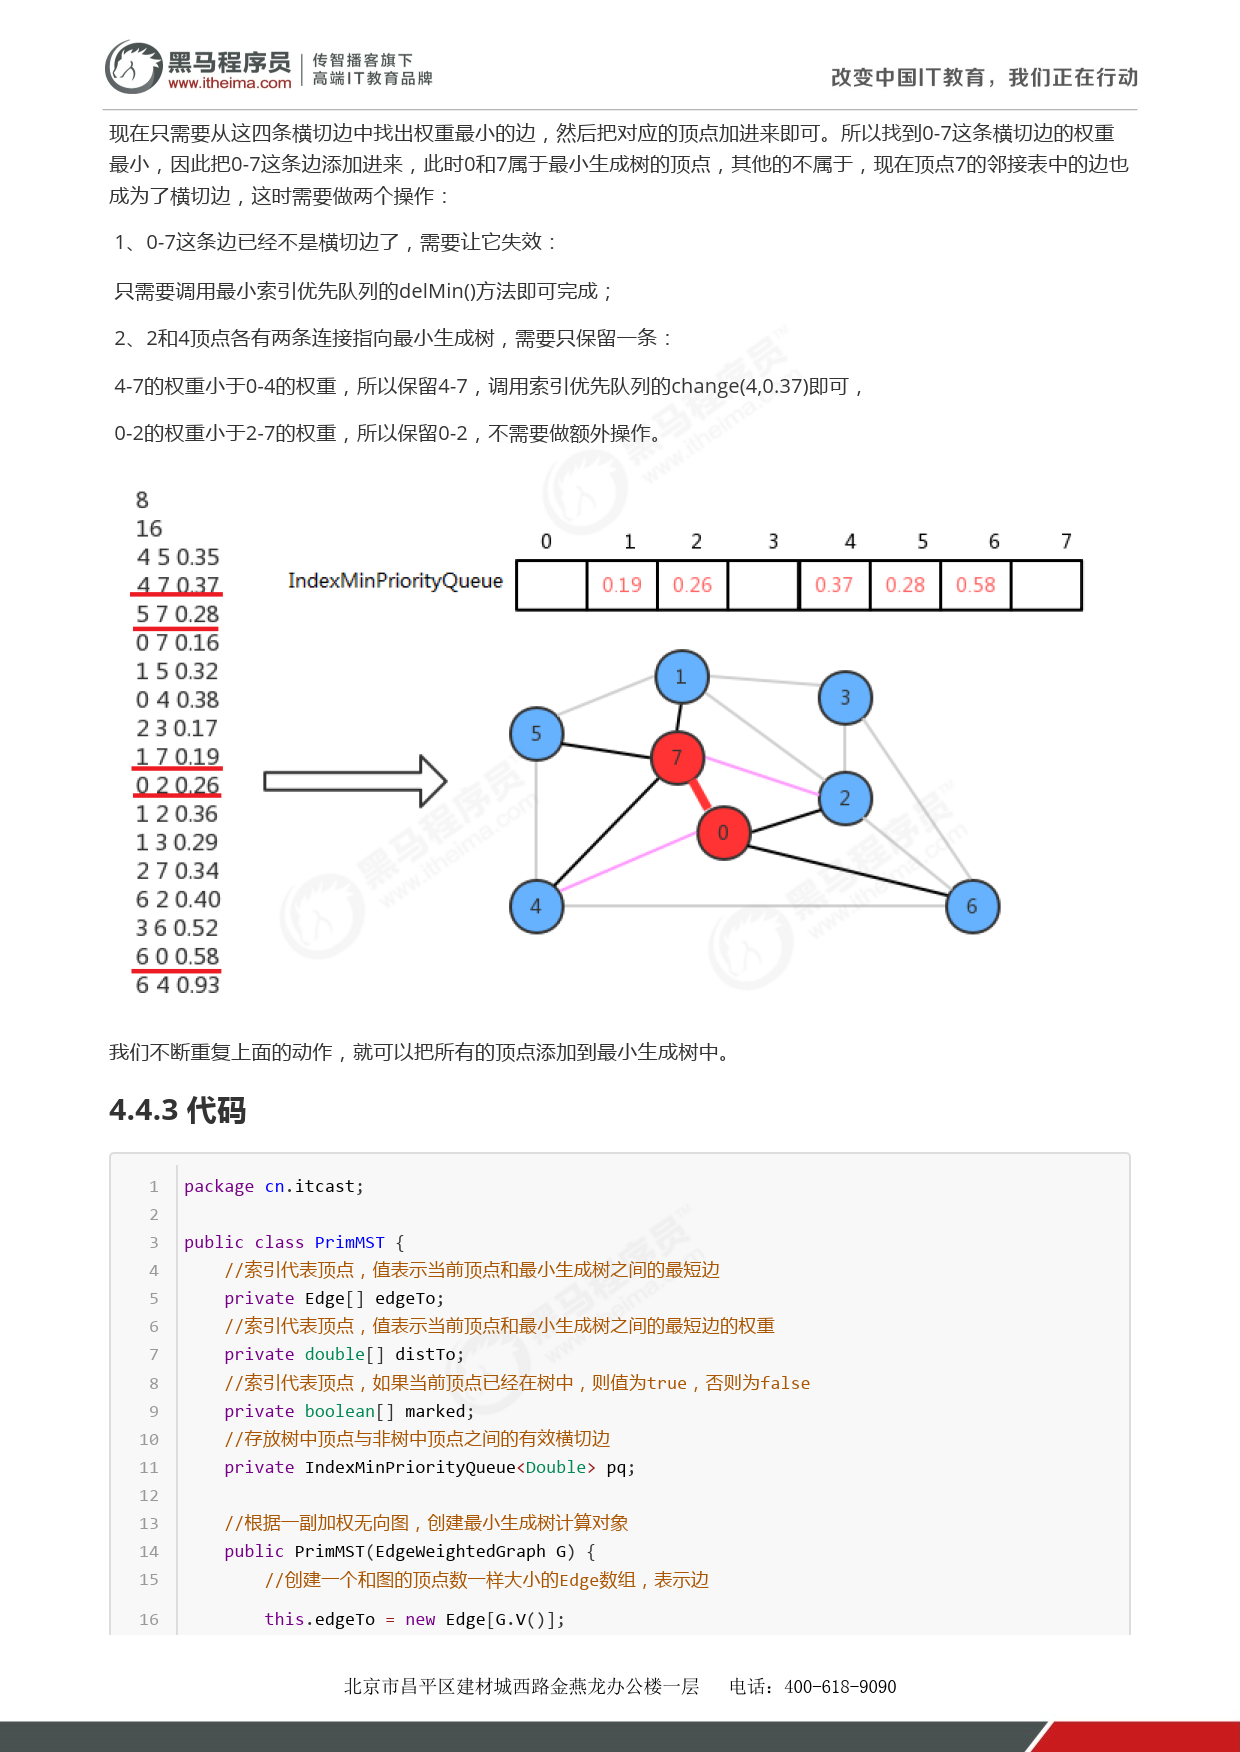 黑马程序员
www.itheima.com
传智播客旗下
高端IT教育品牌
改变中国IT教育，我们正在行动
现在只需要从这四条横切边中找出权重最小的边，然后把对应的顶点加进来即可。所以找到0-7这条横切边的权重
最小，因此把0-7这条边添加进来，此时0和7属于最小生成树的顶点，其他的不属于，现在顶点7的邻接表中的边也
成为了横切边，这时需要做两个操作：
1、0-7这条边已经不是横切边了，需要让它失效：
只需要调用最小索引优先队列的delMin()方法即可完成；
2、2和4顶点各有两条连接指向最小生成树，需要只保留一条：
4-7的权重小于0-4的权重，所以保留4-7，调用索引优先队列的change(4,0.37)即可，
0-2的权重小于2-7的权重，所以保留0-2，不需要做额外操作。
8
16
4 5 0.35
4 7 0.37
5 7 0.28
0 7 0.16
1 5 0.32
0 4 0.38
2 3 0.17
1 7 0.19
0 2 0.26
1 2 0.36
1 3 0.29
2 7 0.34
6 2 0.40
3 6 0.52
6 0 0.58
6 4 0.93
0 1 2 3 4 5 6 7
IndexMinPriorityQueue 0.19 0.26 0.37 0.28 0.58
1
3
5
7
2
0
4
6
我们不断重复上面的动作，就可以把所有的顶点添加到最小生成树中。
4.4.3 代码
1 package cn.itcast;
2
3 public class PrimMST {
4 //索引代表顶点，值表示当前顶点和最小生成树之间的最短边
5 private Edge[] edgeTo;
6 //索引代表顶点，值表示当前顶点和最小生成树之间的最短边的权重
7 private double[] distTo;
8 //索引代表顶点，如果当前顶点已经在树中，则值为true，否则为false
9 private boolean[] marked;
10 //存放树中顶点与非树中顶点之间的有效横切边
11 private IndexMinPriorityQueue<Double> pq;
12
13 //根据一副加权无向图，创建最小生成树计算对象
14 public PrimMST(EdgeWeightedGraph G) {
15 //创建一个和图的顶点数一样大小的Edge数组，表示边
16 this.edgeTo = new Edge[G.V()];
北京市昌平区建材城西路金燕龙办公楼一层 电话：400-618-9090